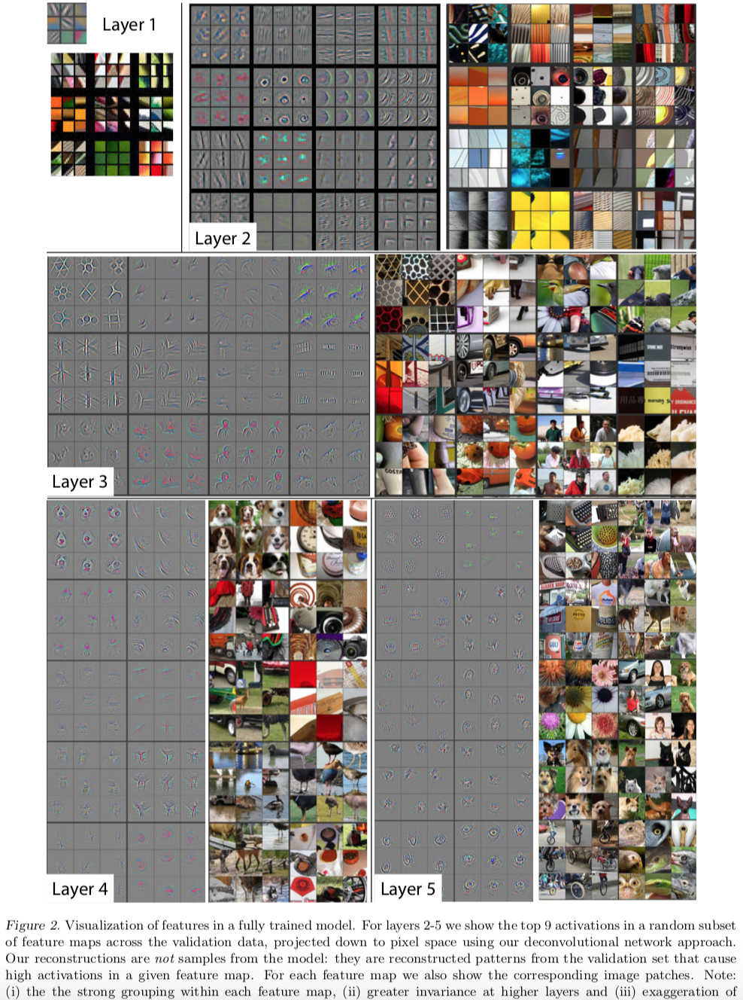 Layer 1
Layer 2
Layer 3
Layer 4
Layer 5
Figure 2. Visualization of features in a fully trained model. For layers 2-5 we show the top 9 activations in a random subset
of feature maps across the validation data, projected down to pixel space using our deconvolutional network approach.
Our reconstructions are not samples from the model: they are reconstructed patterns from the validation set that cause
high activations in a given feature map. For each feature map we also show the corresponding image patches. Note:
(i) the the strong grouping within each feature map, (ii) greater invariance at higher layers and (iii) exaggeration of